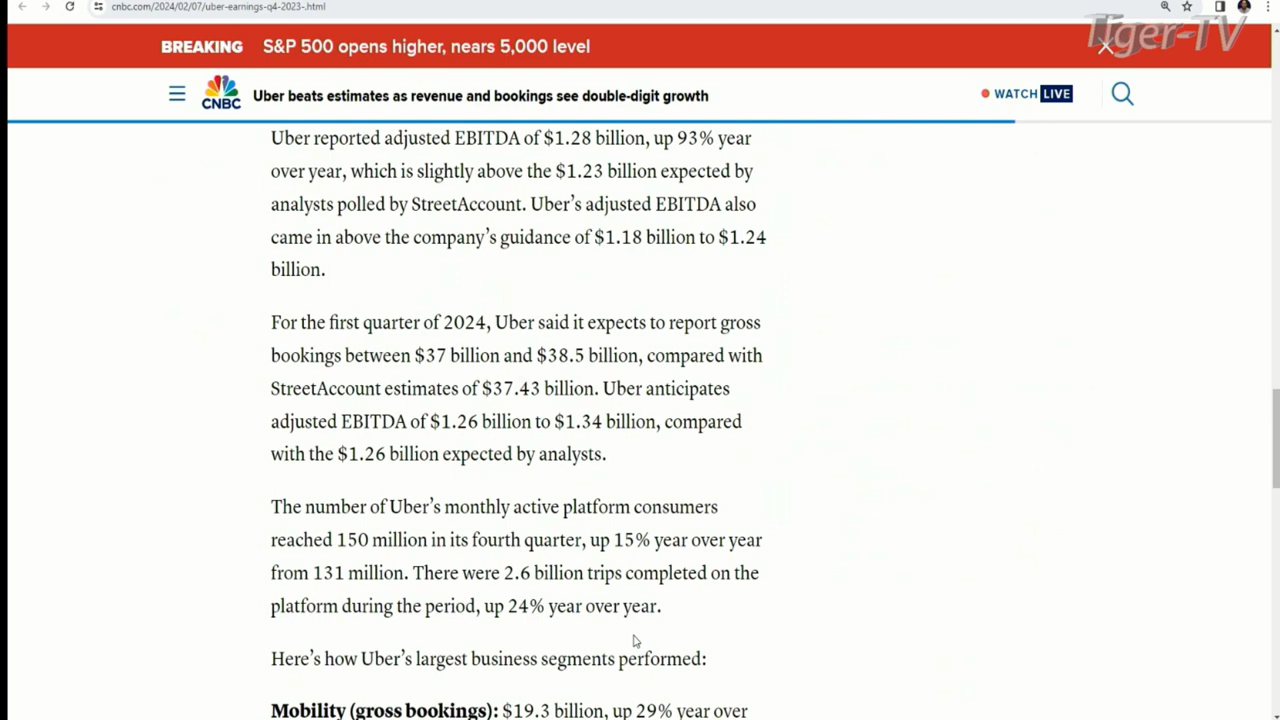 cnbc.com/2024/02/07/uber-earnings-q4-2023-.html
Tiger-TV
BREAKING S&P 500 opens higher, nears 5,000 level
CNBC Uber beats estimates as revenue and bookings see double-digit growth WATCH LIVE
Uber reported adjusted EBITDA of $1.28 billion, up 93% year
over year, which is slightly above the $1.23 billion expected by
analysts polled by StreetAccount. Uber’s adjusted EBITDA also
came in above the company’s guidance of $1.18 billion to $1.24
billion.
For the first quarter of 2024, Uber said it expects to report gross
bookings between $37 billion and $38.5 billion, compared with
StreetAccount estimates of $37.43 billion. Uber anticipates
adjusted EBITDA of $1.26 billion to $1.34 billion, compared
with the $1.26 billion expected by analysts.
The number of Uber’s monthly active platform consumers
reached 150 million in its fourth quarter, up 15% year over year
from 131 million. There were 2.6 billion trips completed on the
platform during the period, up 24% year over year.
Here’s how Uber’s largest business segments performed:
Mobility (gross bookings): $19.3 billion, up 29% year over